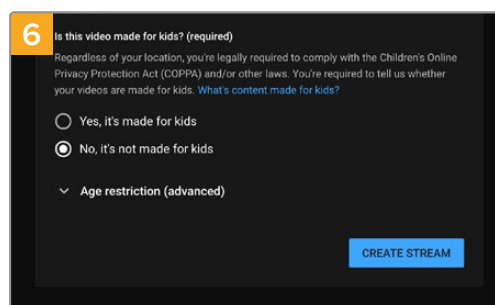 6
Is this video made for kids? (required)
Regardless of your location, you're legally required to comply with the Children's Online
Privacy Protection Act (COPPA) and/or other laws. You're required to tell us whether
your videos are made for kids. What's content made for kids?
Yes, it's made for kids
No, it's not made for kids
Age restriction (advanced)
CREATE STREAM